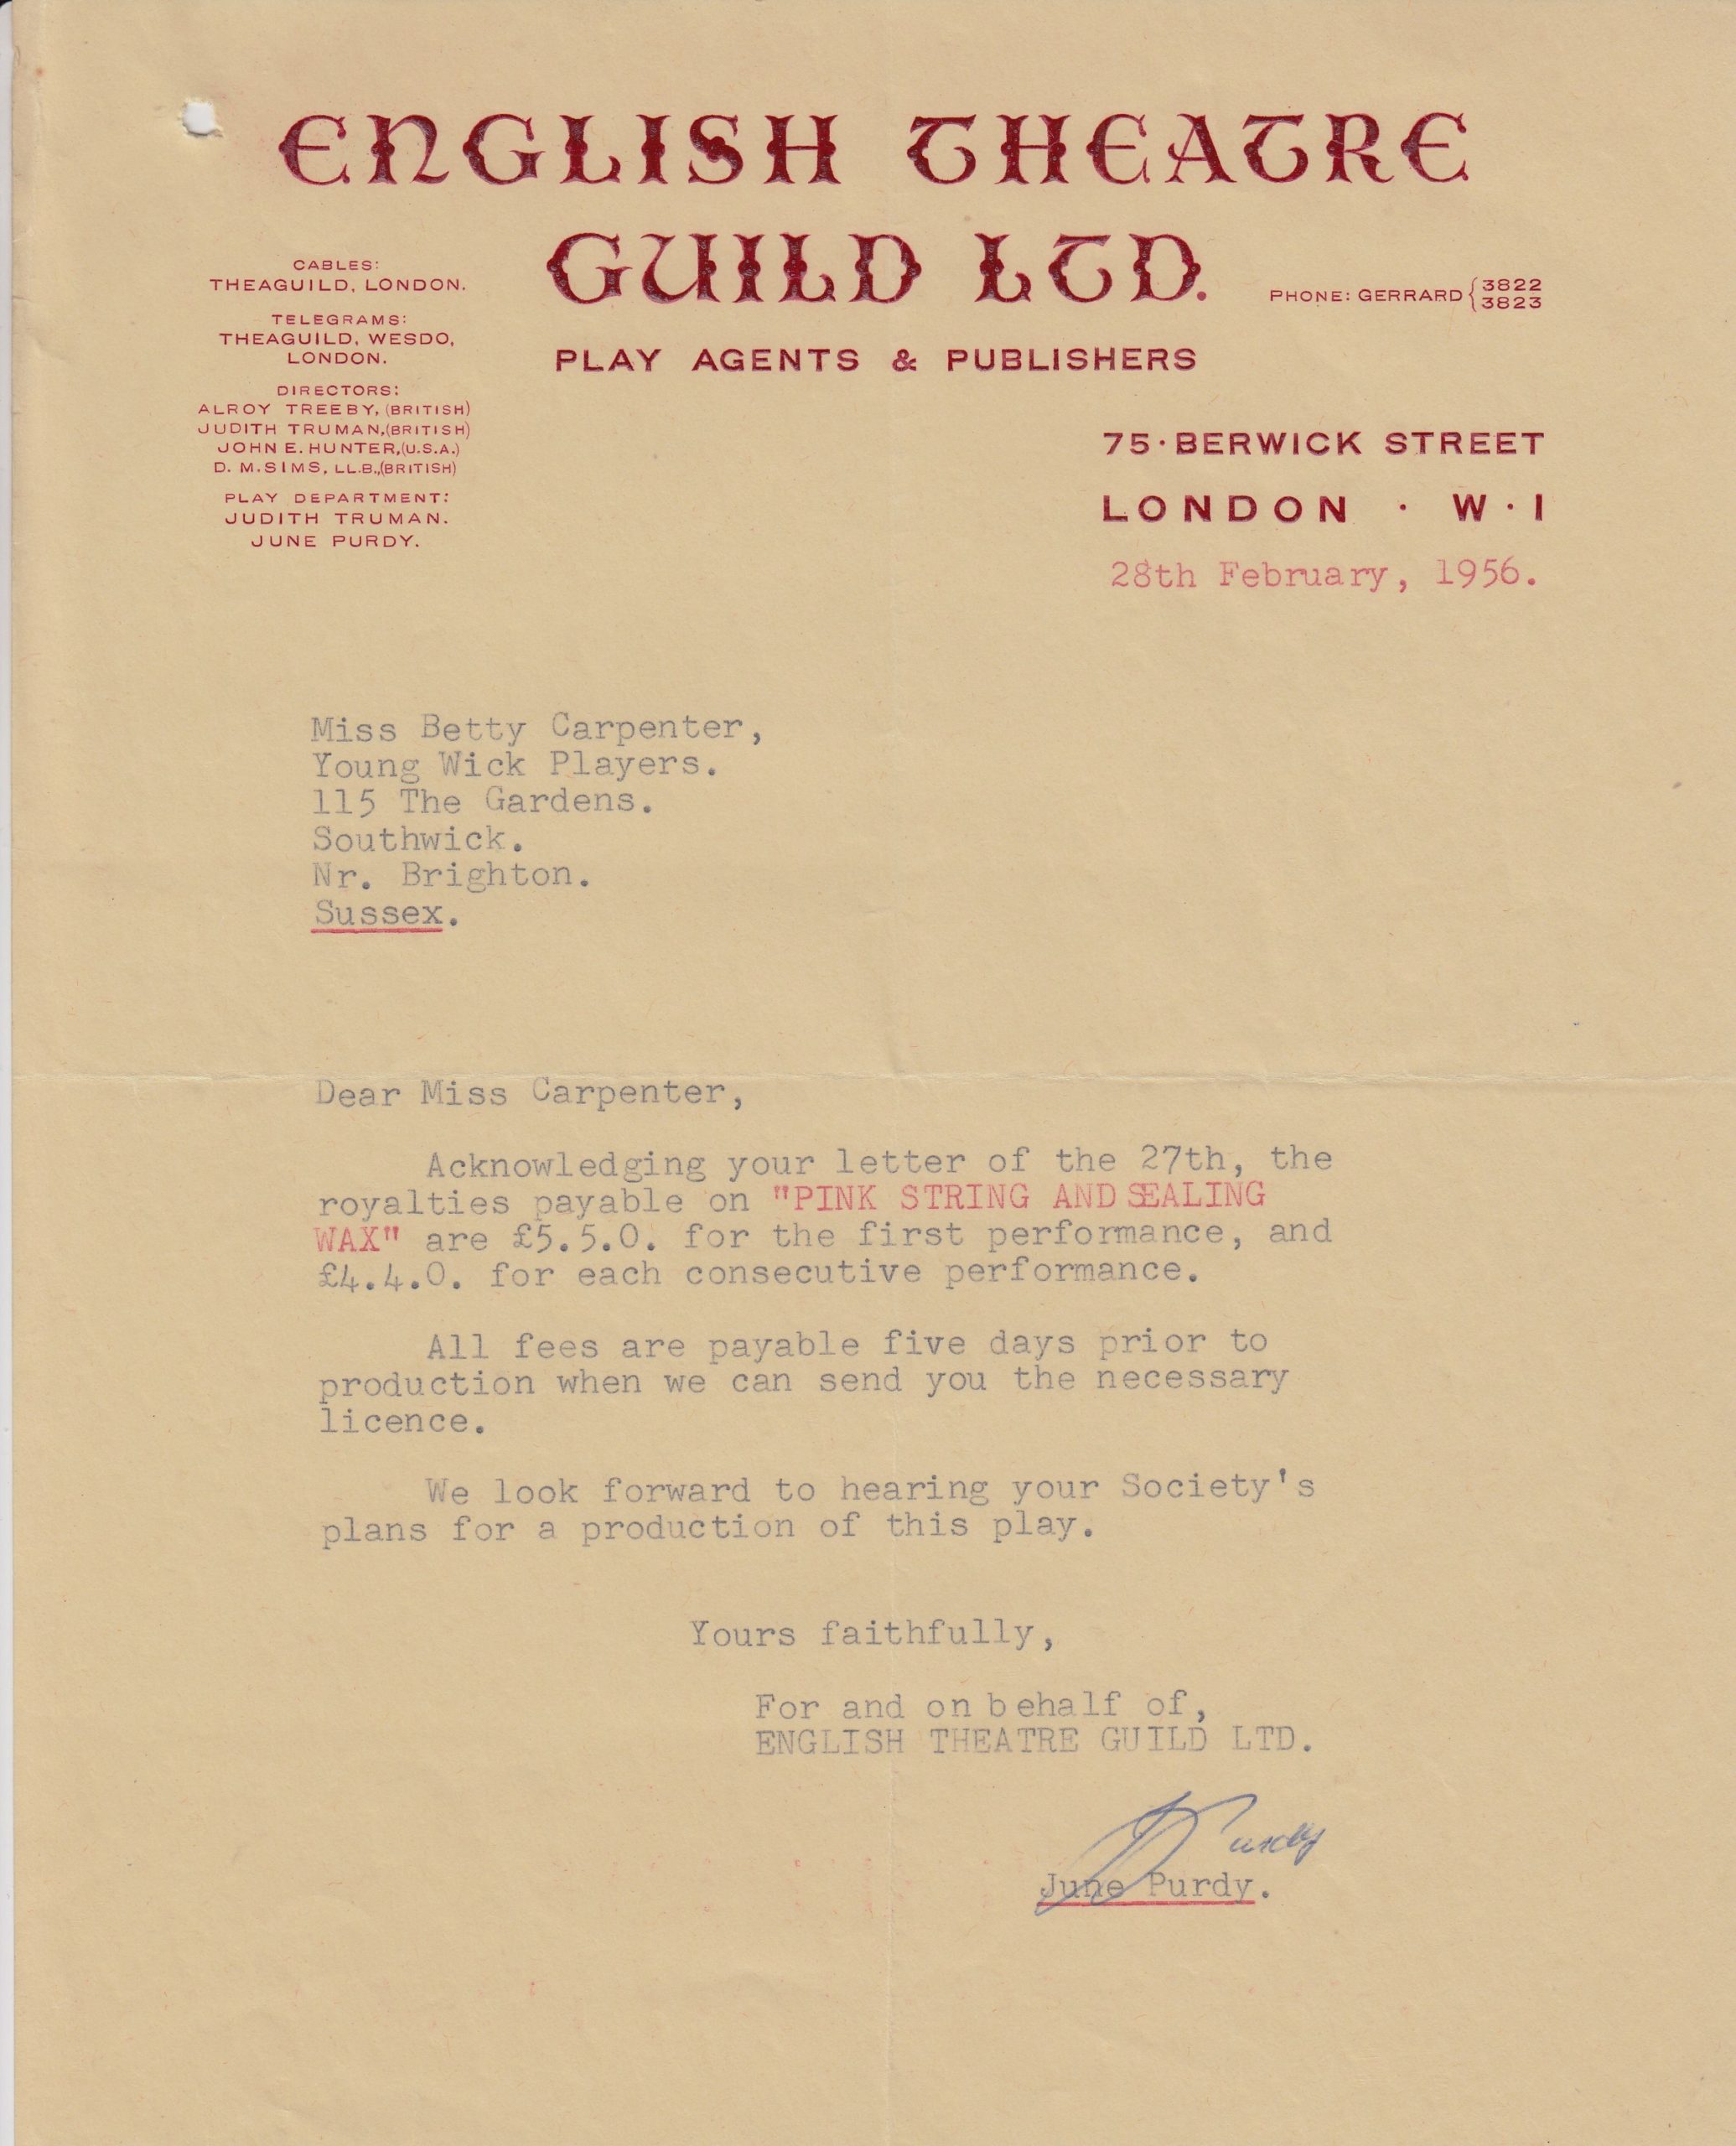 ENGLISH THEATRE
GUILD LTD.
PLAY AGENTS & PUBLISHERS
CABLES:
THEAGUILD, LONDON.
TELEGRAMS:
THEAGUILD, WESDO,
LONDON.
DIRECTORS:
ALROY TREEBY, (BRITISH)
JUDITH TRUMAN,(BRITISH)
JOHN E. HUNTER,(U.S.A.)
D. M. SIMS, LL.B.,(BRITISH)
PLAY DEPARTMENT:
JUDITH TRUMAN.
JUNE PURDY.
PHONE: GERRARD { 3822
3823
75 · BERWICK STREET
LONDON · W · 1
28th February, 1956.
Miss Betty Carpenter,
Young Wick Players.
115 The Gardens.
Southwick.
Nr. Brighton.
Sussex.
Dear Miss Carpenter,
Acknowledging your letter of the 27th, the
royalties payable on "PINK STRING AND SEALING
WAX" are £5.5.0. for the first performance, and
£4.4.0. for each consecutive performance.
All fees are payable five days prior to
production when we can send you the necessary
licence.
We look forward to hearing your Society's
plans for a production of this play.
Yours faithfully,
For and on behalf of,
ENGLISH THEATRE GUILD LTD.
J Purdy
June Purdy.